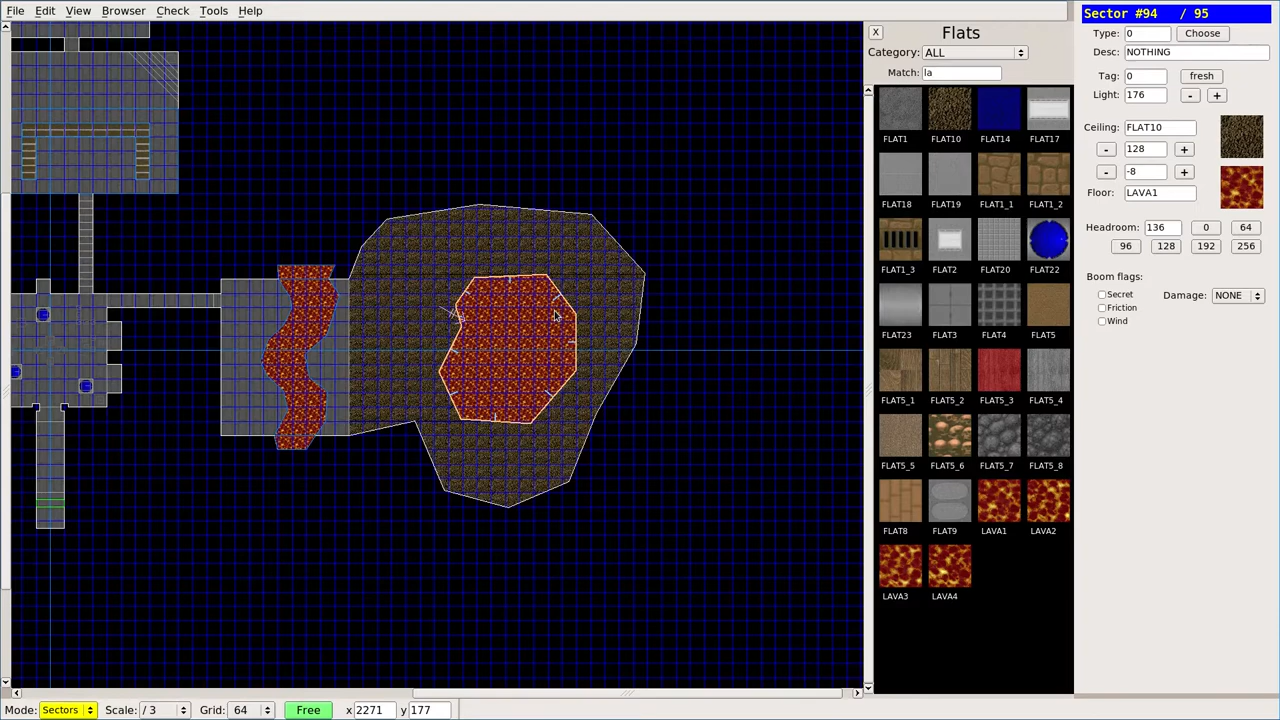 File Edit View Browser Check Tools Help
X Flats
Category: ALL
Match: la
FLAT1 FLAT10 FLAT14 FLAT17
FLAT18 FLAT19 FLAT1_1 FLAT1_2
FLAT1_3 FLAT2 FLAT20 FLAT22
FLAT23 FLAT3 FLAT4 FLAT5
FLAT5_1 FLAT5_2 FLAT5_3 FLAT5_4
FLAT5_5 FLAT5_6 FLAT5_7 FLAT5_8
FLAT8 FLAT9 LAVA1 LAVA2
LAVA3 LAVA4
Sector #94 / 95
Type: 0 Choose
Desc: NOTHING
Tag: 0 fresh
Light: 176 - +
Ceiling: FLAT10
- 128 +
- -8 +
Floor: LAVA1
Headroom: 136 0 64
96 128 192 256
Boom flags:
Secret Damage: NONE
Friction
Wind
Mode: Sectors Scale: / 3 Grid: 64 Free x 2271 y 177